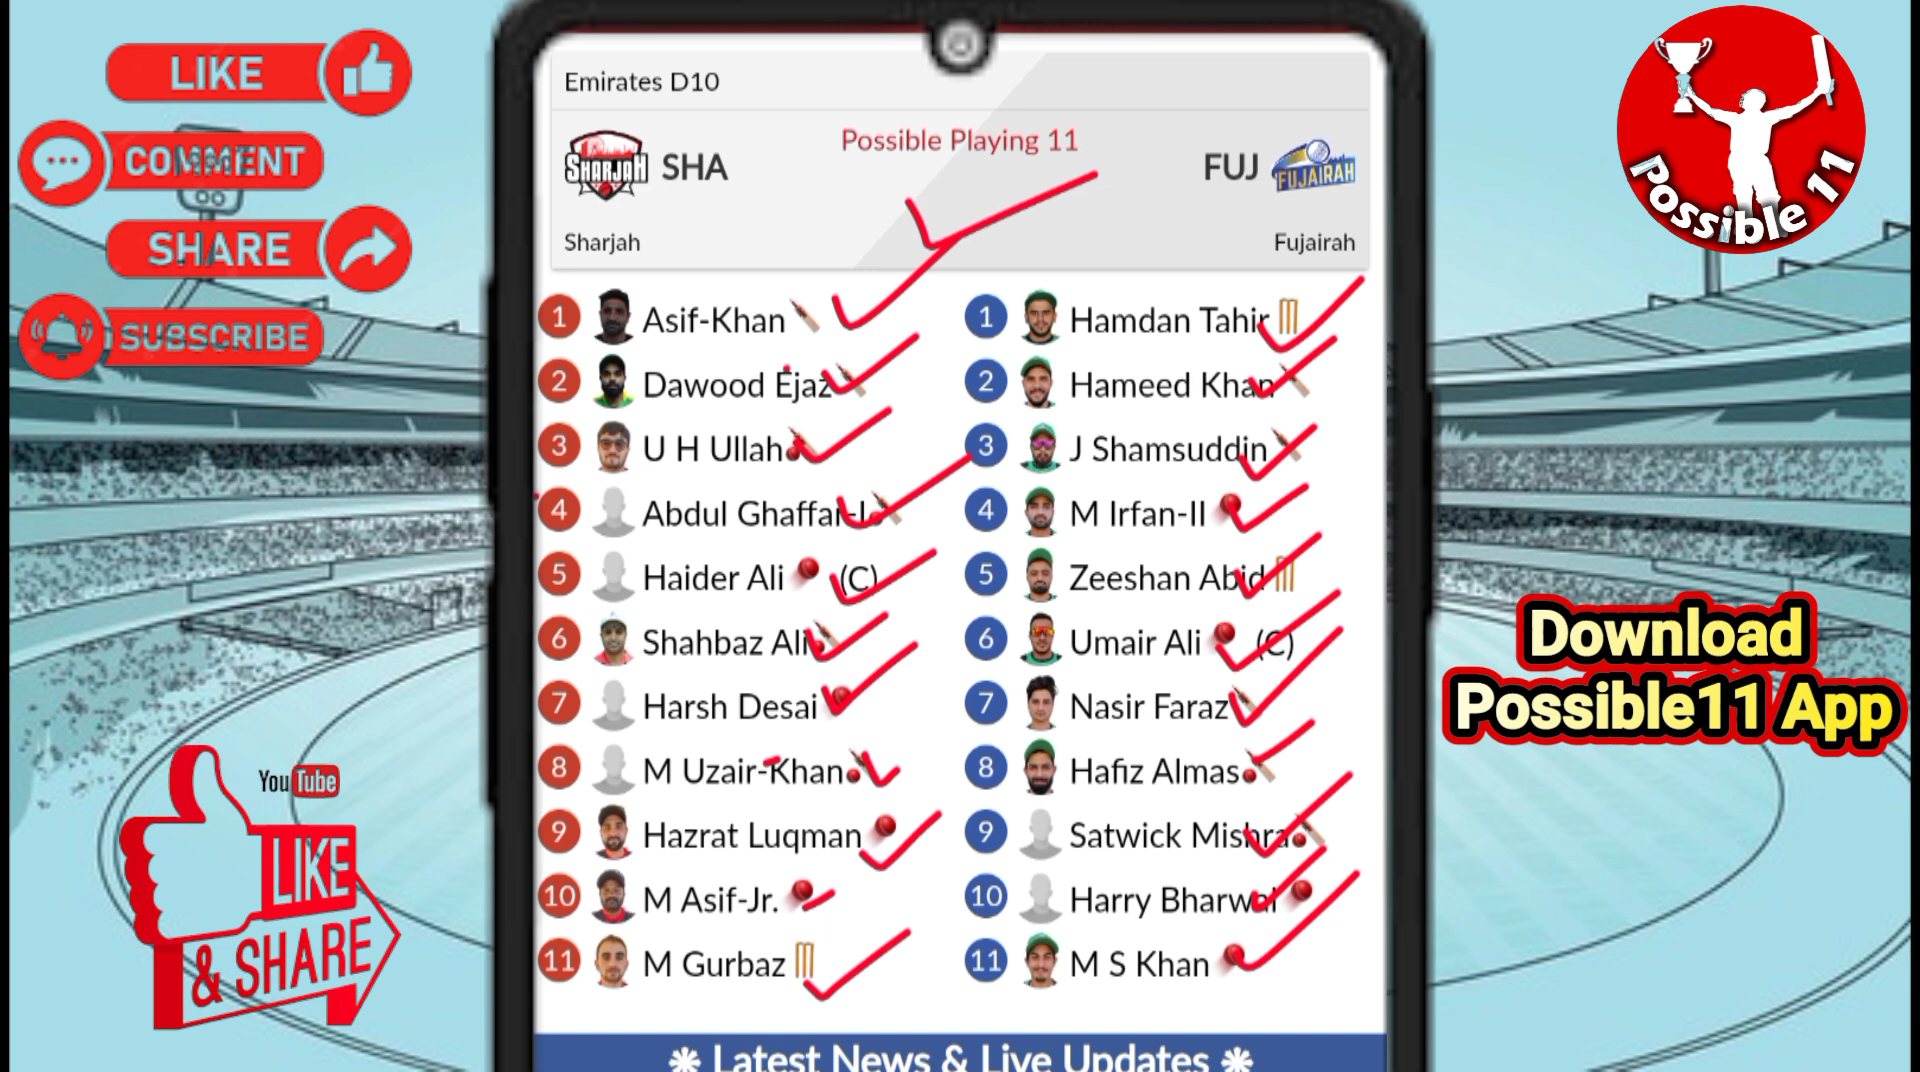 LIKE
COMMENT
SHARE
SUBSCRIBE
You Tube
LIKE
& SHARE
Emirates D10
Possible Playing 11
SHARJAH SHA
FUJ FUJAIRAH
Sharjah
Fujairah
1 Asif-Khan
2 Dawood Ejaz
3 U H Ullah
4 Abdul Ghaffar-I
5 Haider Ali (C)
6 Shahbaz Ali
7 Harsh Desai
8 M Uzair-Khan
9 Hazrat Luqman
10 M Asif-Jr.
11 M Gurbaz
1 Hamdan Tahir
2 Hameed Khan
3 J Shamsuddin
4 M Irfan-II
5 Zeeshan Abid
6 Umair Ali (C)
7 Nasir Faraz
8 Hafiz Almas
9 Satwick Mishra
10 Harry Bharwal
11 M S Khan
❋ Latest News & Live Updates ❋
Possible 11
Download
Possible11 App